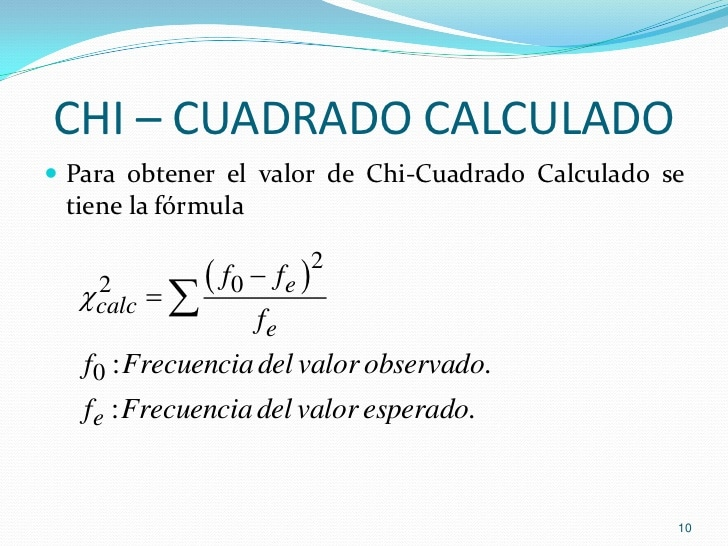 CHI – CUADRADO CALCULADO
• Para obtener el valor de Chi-Cuadrado Calculado se
tiene la fórmula
χ²calc = ∑ (f₀ − fₑ)² / fₑ
f₀ : Frecuencia del valor observado.
fₑ : Frecuencia del valor esperado.
10